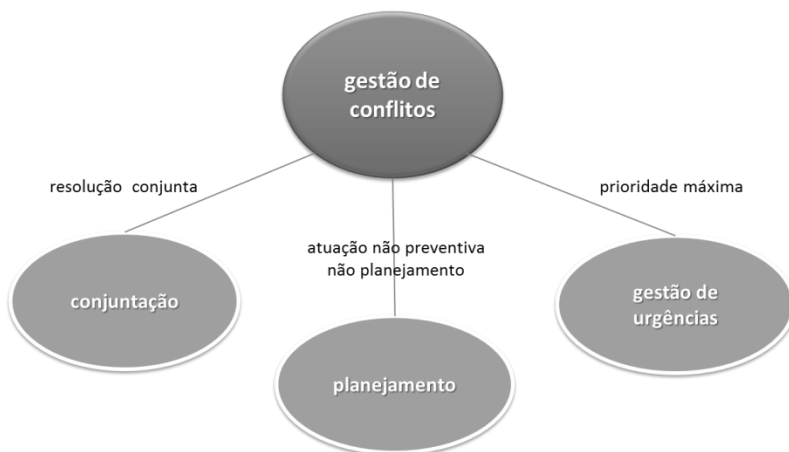 gestão de
conflitos
resolução conjunta
prioridade máxima
atuação não preventiva
não planejamento
conjuntação
gestão de
urgências
planejamento